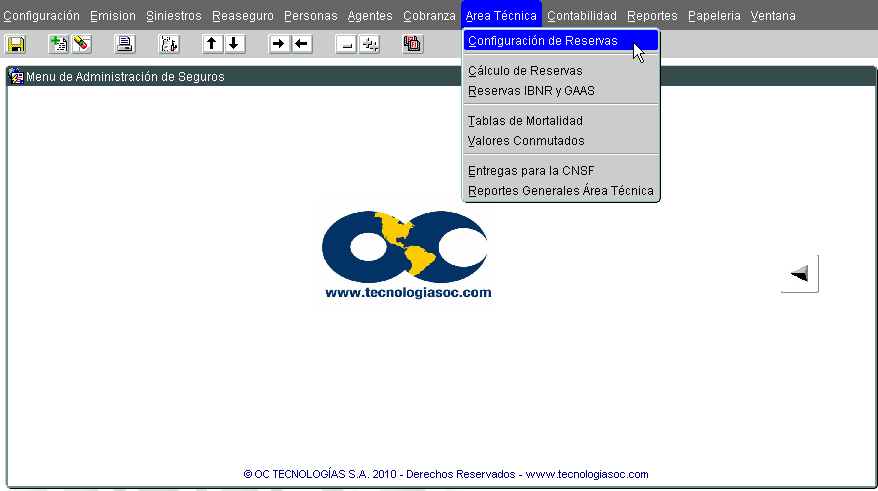 Configuración Emision Siniestros Reaseguro Personas Agentes Cobranza Area Técnica Contabilidad Reportes Papeleria Ventana
Configuración de Reservas
Menu de Administración de Seguros
Cálculo de Reservas
Reservas IBNR y GAAS
Tablas de Mortalidad
Valores Conmutados
Entregas para la CNSF
Reportes Generales Área Técnica
www.tecnologiasoc.com
© OC TECNOLOGÍAS S.A. 2010 - Derechos Reservados - www.tecnologiasoc.com